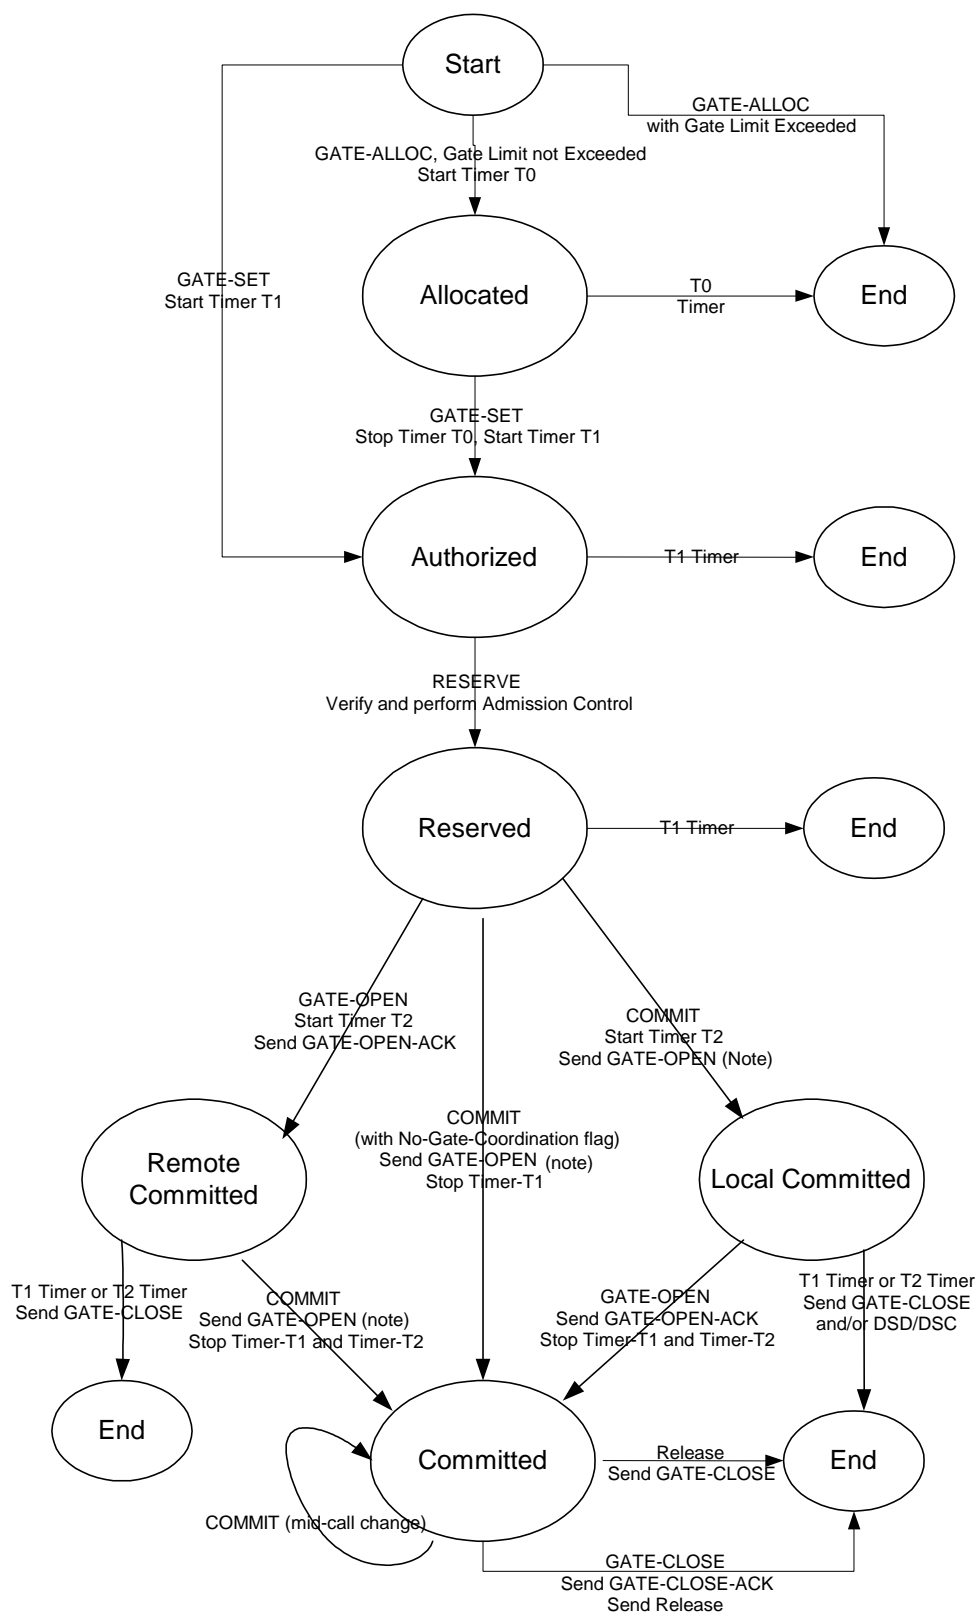 Start
GATE-ALLOC
with Gate Limit Exceeded
GATE-ALLOC, Gate Limit not Exceeded
Start Timer T0
GATE-SET
Start Timer T1
Allocated
T0
Timer
End
GATE-SET
Stop Timer T0, Start Timer T1
Authorized
T1 Timer
End
RESERVE
Verify and perform Admission Control
Reserved
T1 Timer
End
GATE-OPEN
Start Timer T2
Send GATE-OPEN-ACK
COMMIT
Start Timer T2
Send GATE-OPEN (Note)
COMMIT
(with No-Gate-Coordination flag)
Send GATE-OPEN (note)
Stop Timer-T1
Remote
Committed
Local Committed
T1 Timer or T2 Timer
Send GATE-CLOSE
COMMIT
Send GATE-OPEN (note)
Stop Timer-T1 and Timer-T2
GATE-OPEN
Send GATE-OPEN-ACK
Stop Timer-T1 and Timer-T2
T1 Timer or T2 Timer
Send GATE-CLOSE
and/or DSD/DSC
End
Committed
Release
Send GATE-CLOSE
End
COMMIT (mid-call change)
GATE-CLOSE
Send GATE-CLOSE-ACK
Send Release